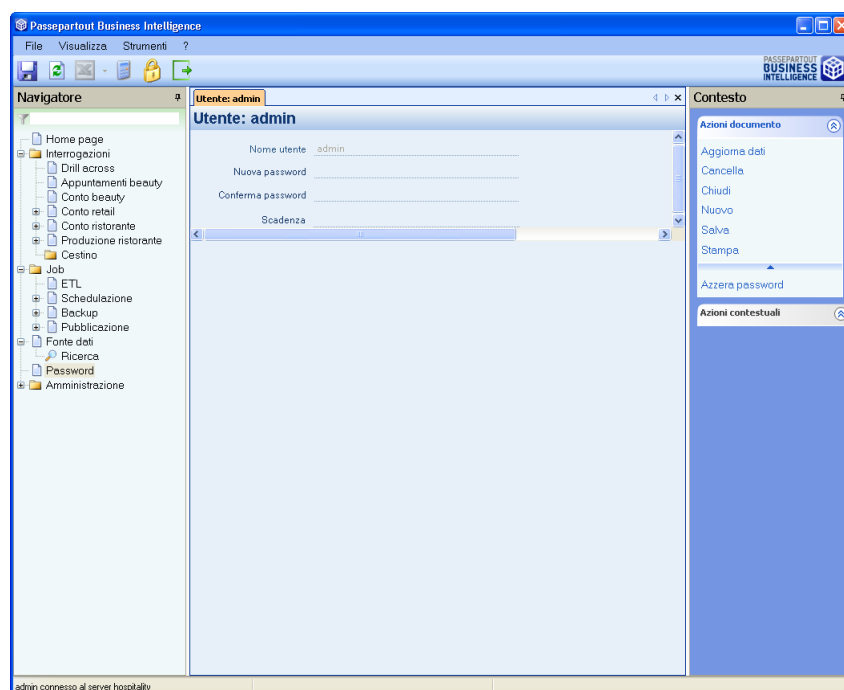 Passepartout Business Intelligence
File Visualizza Strumenti ?
PASSEPARTOUT
BUSINESS
INTELLIGENCE
Navigatore
Home page
Interrogazioni
Drill across
Appuntamenti beauty
Conto beauty
Conto retail
Conto ristorante
Produzione ristorante
Cestino
Job
ETL
Schedulazione
Backup
Pubblicazione
Fonte dati
Ricerca
Password
Amministrazione
Utente: admin
Utente: admin
Nome utente admin
Nuova password
Conferma password
Scadenza
Contesto
Azioni documento
Aggiorna dati
Cancella
Chiudi
Nuovo
Salva
Stampa
Azzera password
Azioni contestuali
admin connesso al server hospitality